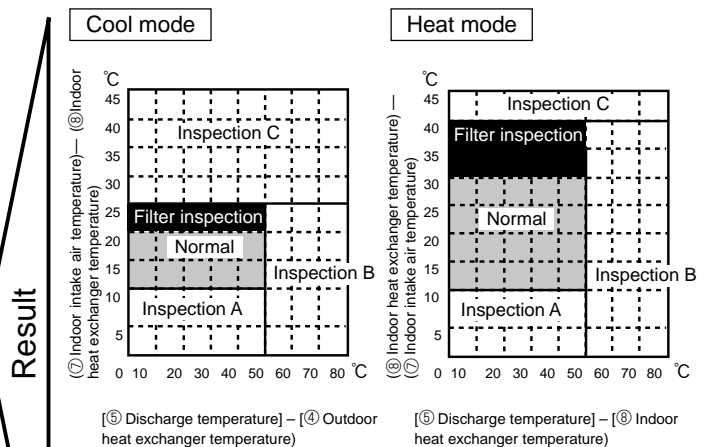 Cool mode
Heat mode
Result
(⑦Indoor intake air temperature)— (⑧Indoor
heat exchanger temperature)
℃
45
40
35
30
25
20
15
10
5
Inspection C
Filter inspection
Normal
Inspection B
Inspection A
0 10 20 30 40 50 60 70 80 ℃
[⑤ Discharge temperature] – [④ Outdoor
heat exchanger temperature)
(⑧ Indoor heat exchanger temperature) —
(⑦ Indoor intake air temperature)
℃
45
40
35
30
25
20
15
10
5
Inspection C
Filter inspection
Normal
Inspection B
Inspection A
0 10 20 30 40 50 60 70 80 ℃
[⑤ Discharge temperature] – [⑧ Indoor
heat exchanger temperature)